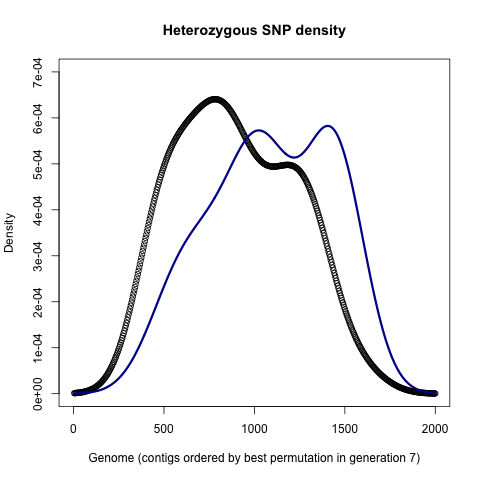 Heterozygous SNP density
Density
7e-04
6e-04
5e-04
4e-04
3e-04
2e-04
1e-04
0e+00
0 500 1000 1500 2000
Genome (contigs ordered by best permutation in generation 7)